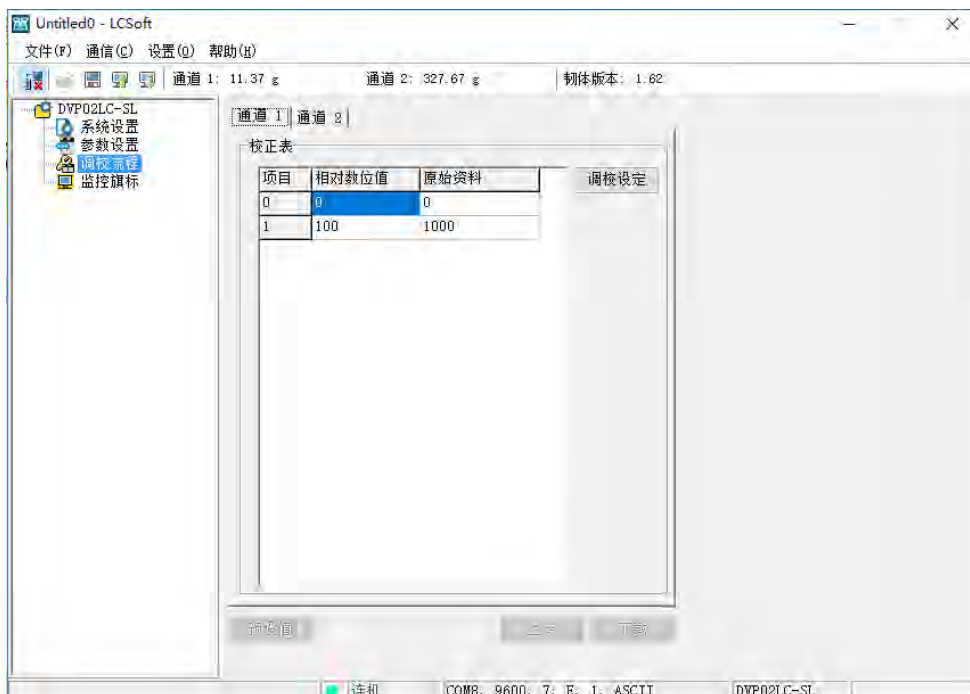 Untitled0 - LCSoft
文件(F) 通信(C) 设置(O) 帮助(H)
通道 1: 11.37 g 通道 2: 327.67 g 韧体版本: 1.62
DVP02LC-SL
系统设置
参数设置
调校流程
监控旗标
通道 1 通道 2
校正表
项目 相对数位值 原始资料 调校设定
0 0 0
1 100 1000
预设值 上载 下载
连机 COM8, 9600, 7, E, 1, ASCII DVP02LC-SL